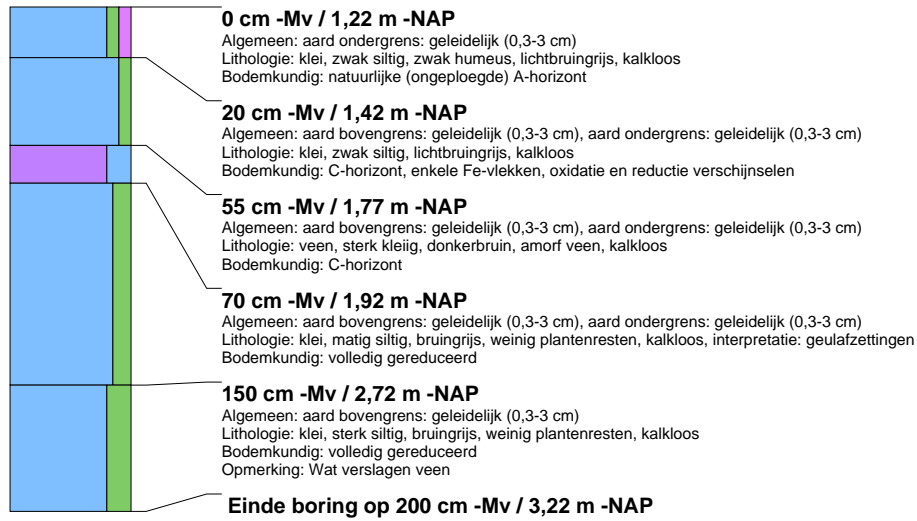 0 cm -Mv / 1,22 m -NAP
Algemeen: aard ondergrens: geleidelijk (0,3-3 cm)
Lithologie: klei, zwak siltig, zwak humeus, lichtbruingrijs, kalkloos
Bodemkundig: natuurlijke (ongeploegde) A-horizont
20 cm -Mv / 1,42 m -NAP
Algemeen: aard bovengrens: geleidelijk (0,3-3 cm), aard ondergrens: geleidelijk (0,3-3 cm)
Lithologie: klei, zwak siltig, lichtbruingrijs, kalkloos
Bodemkundig: C-horizont, enkele Fe-vlekken, oxidatie en reductie verschijnselen
55 cm -Mv / 1,77 m -NAP
Algemeen: aard bovengrens: geleidelijk (0,3-3 cm), aard ondergrens: geleidelijk (0,3-3 cm)
Lithologie: veen, sterk kleiig, donkerbruin, amorf veen, kalkloos
Bodemkundig: C-horizont
70 cm -Mv / 1,92 m -NAP
Algemeen: aard bovengrens: geleidelijk (0,3-3 cm), aard ondergrens: geleidelijk (0,3-3 cm)
Lithologie: klei, matig siltig, bruingrijs, weinig plantenresten, kalkloos, interpretatie: geulafzettingen
Bodemkundig: volledig gereduceerd
150 cm -Mv / 2,72 m -NAP
Algemeen: aard bovengrens: geleidelijk (0,3-3 cm)
Lithologie: klei, sterk siltig, bruingrijs, weinig plantenresten, kalkloos
Bodemkundig: volledig gereduceerd
Opmerking: Wat verslagen veen
Einde boring op 200 cm -Mv / 3,22 m -NAP